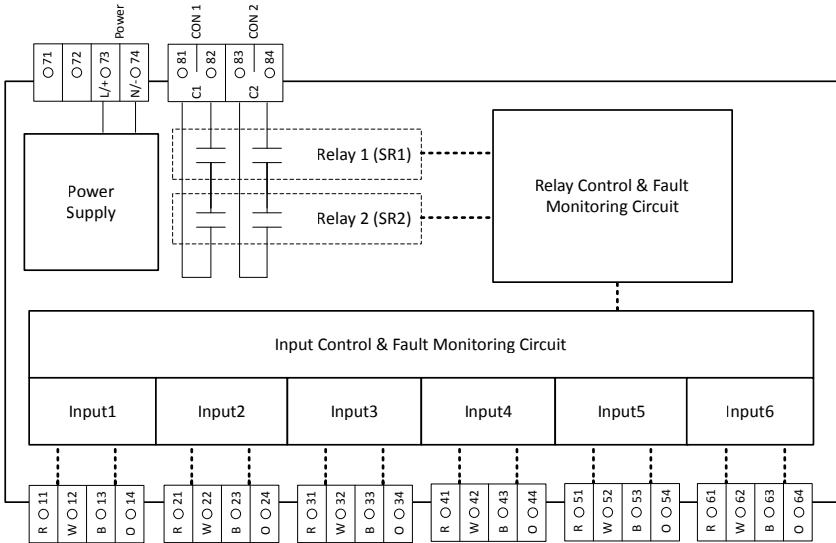 Power
CON 1
CON 2
71
72
L/+ 73
N/- 74
81
82
83
84
C1
C2
Relay 1 (SR1)
Relay 2 (SR2)
Power
Supply
Relay Control & Fault
Monitoring Circuit
Input Control & Fault Monitoring Circuit
Input1
Input2
Input3
Input4
Input5
Input6
R 11
W 12
B 13
O 14
R 21
W 22
B 23
O 24
R 31
W 32
B 33
O 34
R 41
W 42
B 43
O 44
R 51
W 52
B 53
O 54
R 61
W 62
B 63
O 64